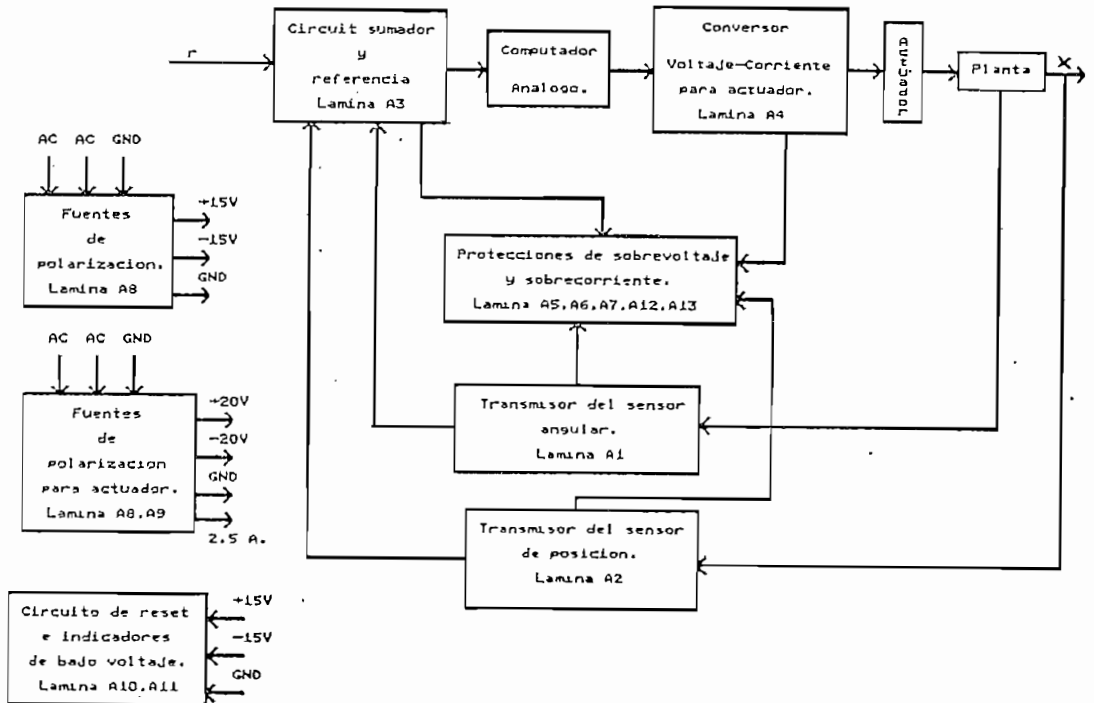 r
Circuit sumador
y
referencia
Lamina A3
Computador
Analogo.
Conversor
Voltaje-Corriente
para actuador.
Lamina A4
Actuador
Planta
X
AC AC GND
Fuentes
de
polarizacion.
Lamina A8
+15V
-15V
GND
Protecciones de sobrevoltaje
y sobrecorriente.
Lamina A5.A6.A7.A12.A13
AC AC GND
Fuentes
de
polarizacion
para actuador.
Lamina A8.A9
+20V
-20V
GND
2.5 A.
Transmisor del sensor
angular.
Lamina A1
Transmisor del sensor
de posicion.
Lamina A2
Circuito de reset
e indicadores
de bajo voltaje.
Lamina A10.A11
+15V
-15V
GND